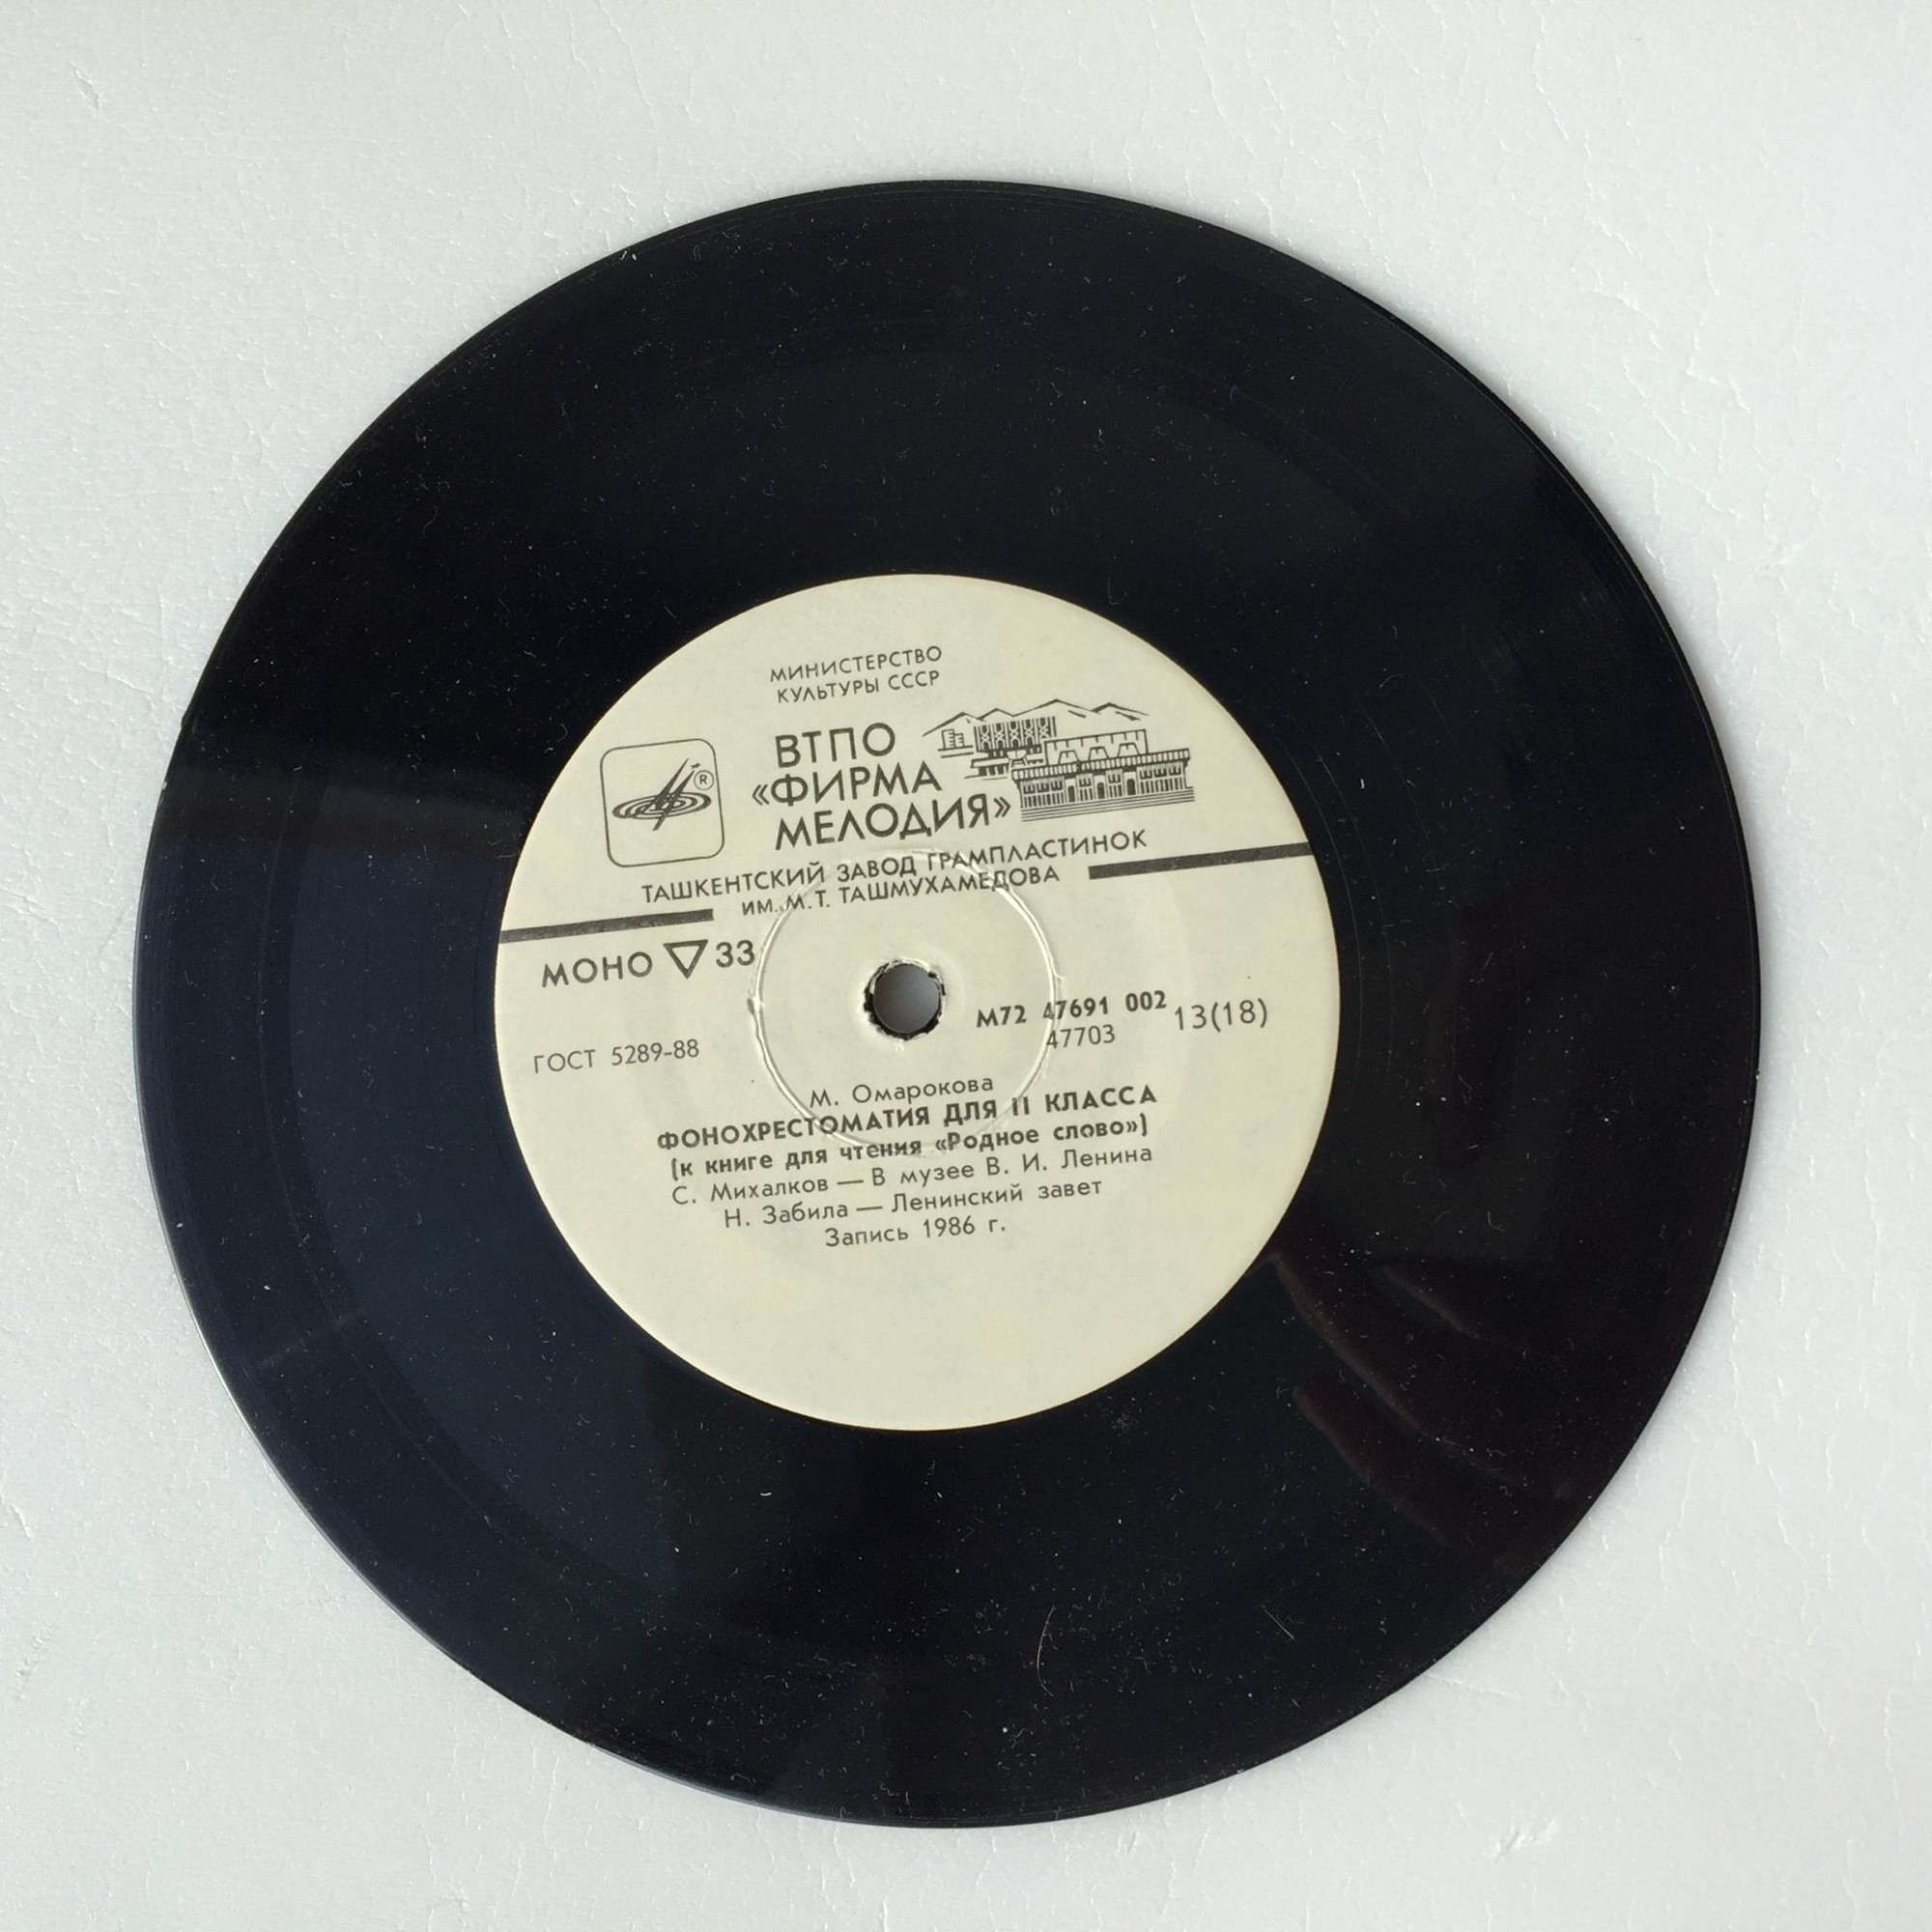 МИНИСТЕРСТВО
КУЛЬТУРЫ СССР
ВТПО
«ФИРМА
МЕЛОДИЯ»
®
ТАШКЕНТСКИЙ ЗАВОД ГРАМПЛАСТИНОК
ИМ. М.Т. ТАШМУХАМЕДОВА
МОНО ▽ 33
М72 47691 002
47703
13(18)
ГОСТ 5289-88
М. Омарокова
ФОНОХРЕСТОМАТИЯ ДЛЯ II КЛАССА
(к книге для чтения «Родное слово»)
С. Михалков — В музее В. И. Ленина
Н. Забила — Ленинский завет
Запись 1986 г.